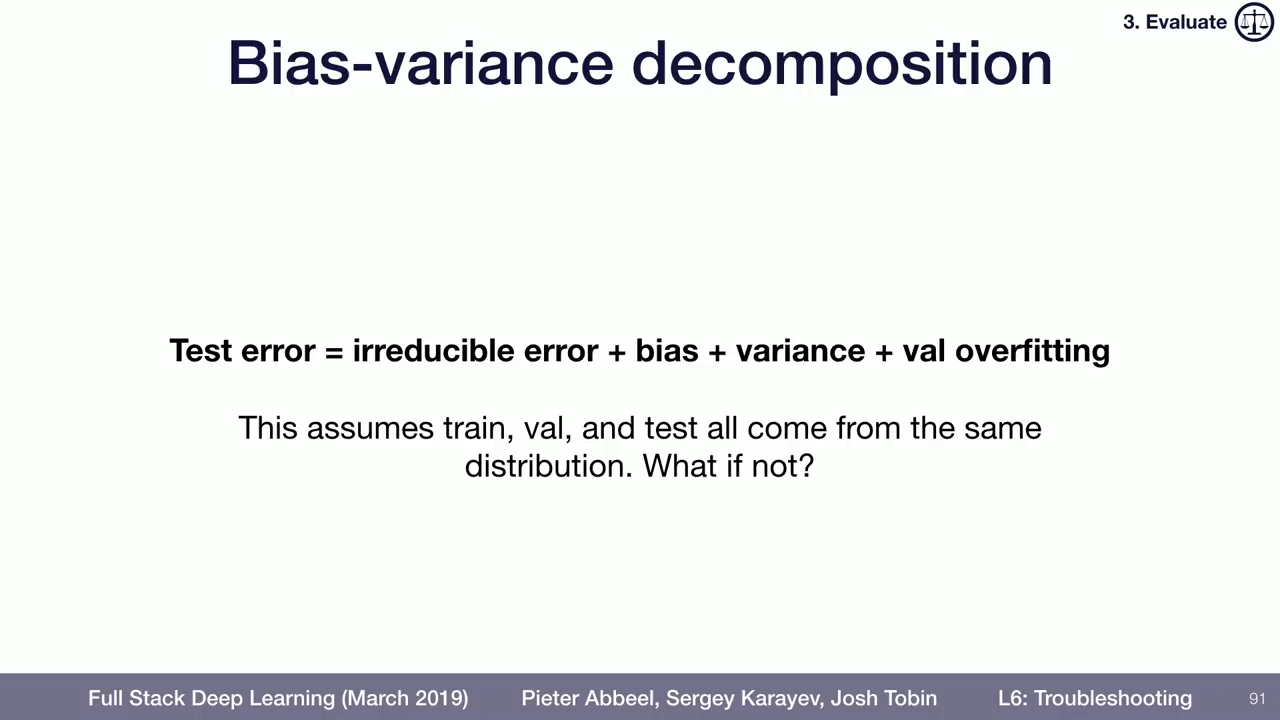 3. Evaluate
Bias-variance decomposition
Test error = irreducible error + bias + variance + val overfitting
This assumes train, val, and test all come from the same
distribution. What if not?
Full Stack Deep Learning (March 2019) Pieter Abbeel, Sergey Karayev, Josh Tobin L6: Troubleshooting 91